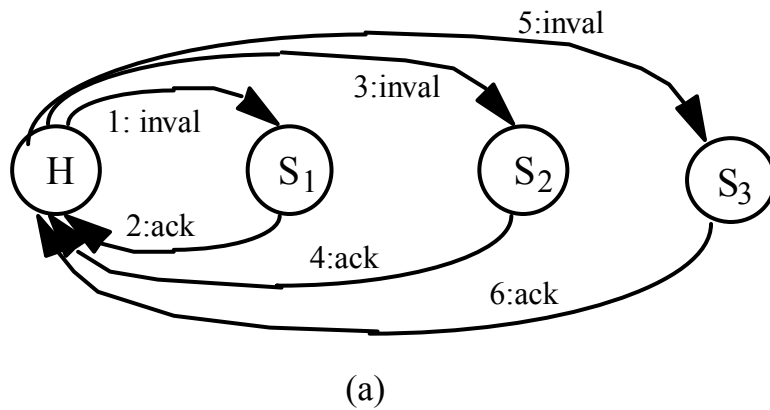 5:inval
3:inval
1: inval
H
S1
S2
S3
2:ack
4:ack
6:ack
(a)